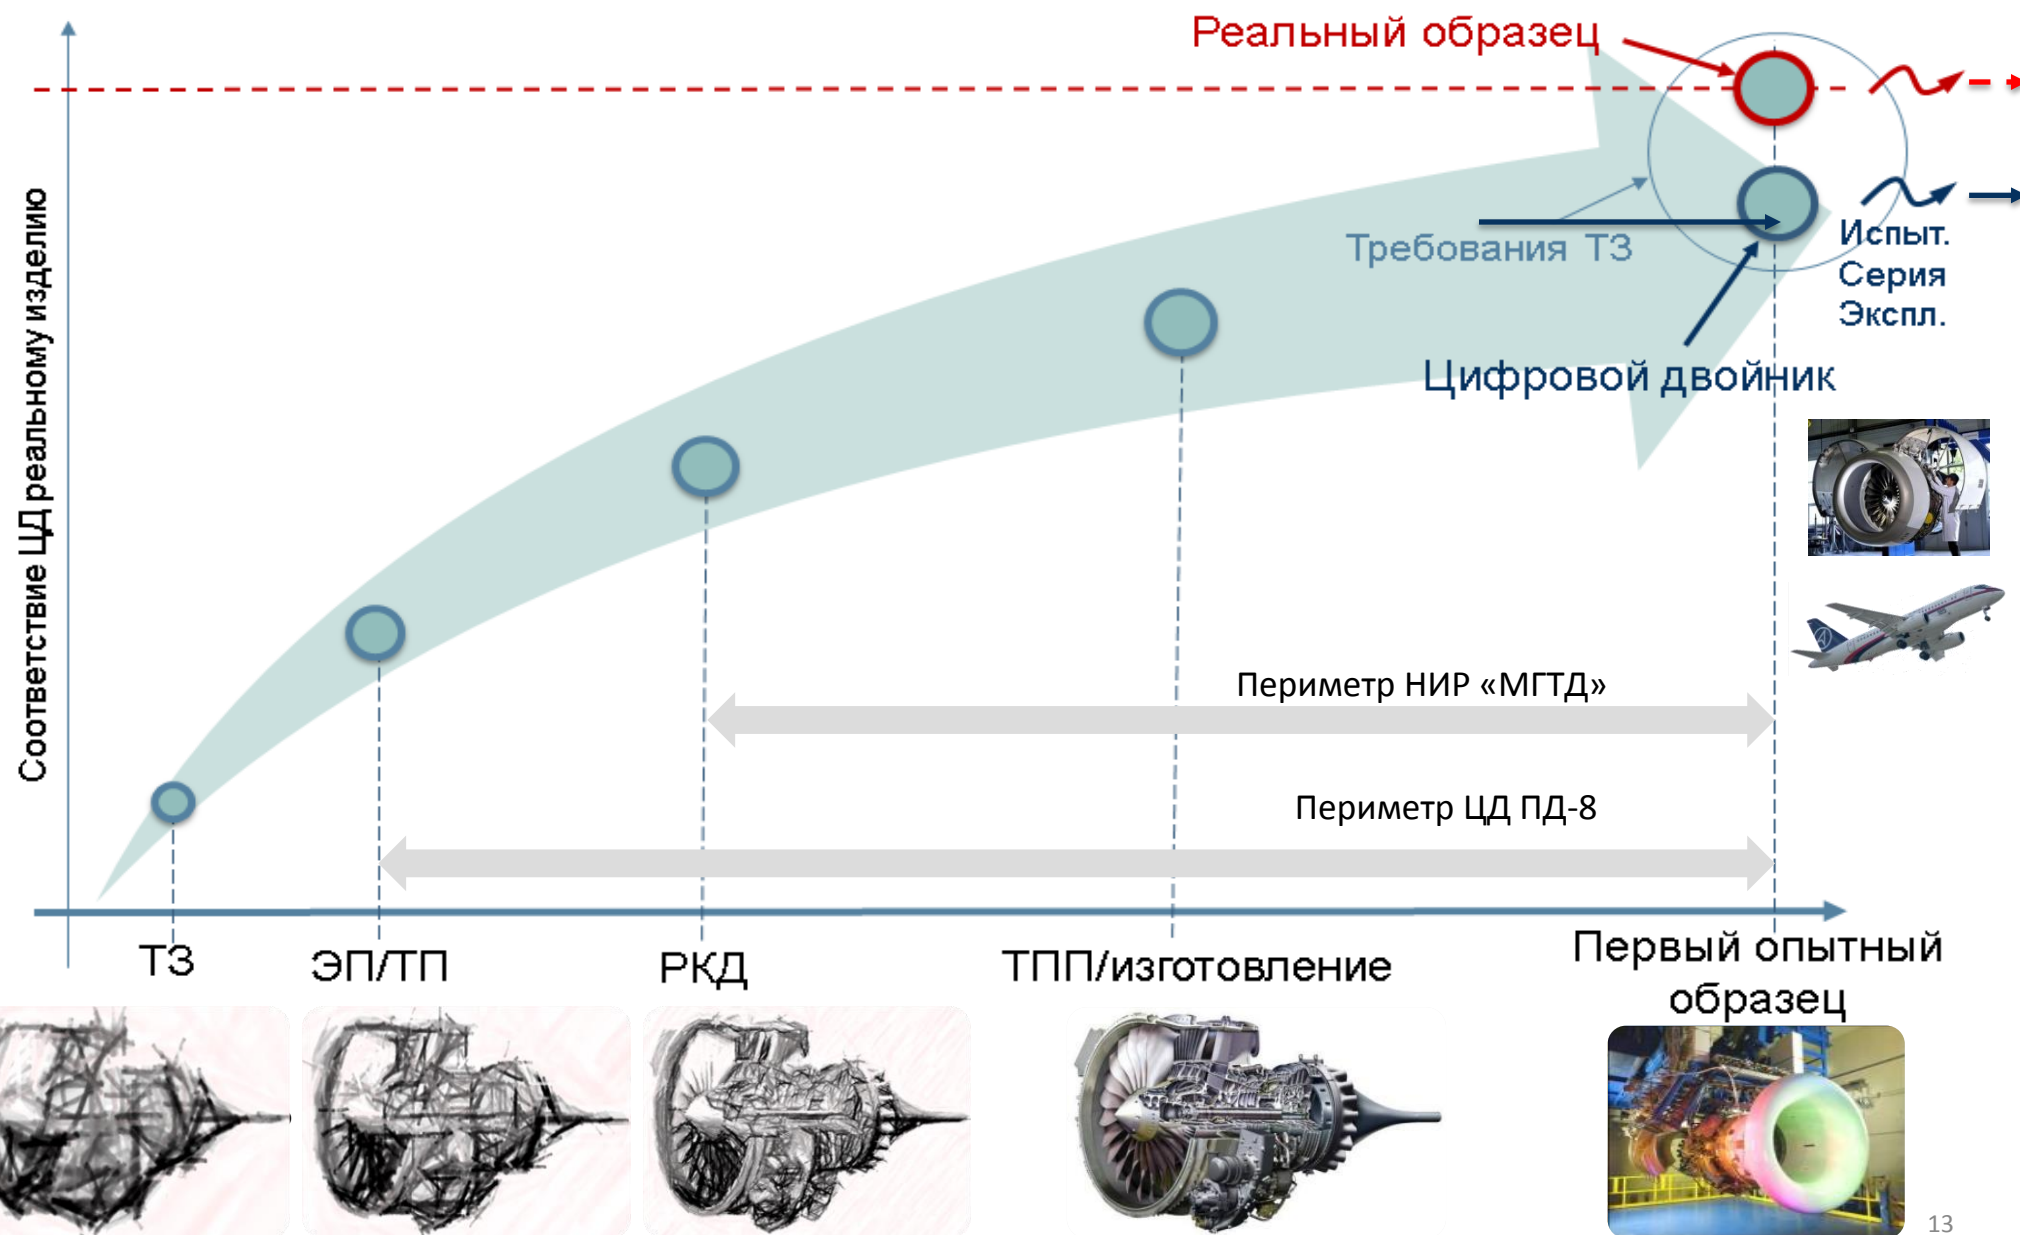 Реальный образец
Соответствие ЦД реальному изделию
Требования ТЗ
Испыт.
Серия
Экспл.
Цифровой двойник
Периметр НИР «МГТД»
Периметр ЦД ПД-8
ТЗ
ЭП/ТП
РКД
ТПП/изготовление
Первый опытный
образец
13